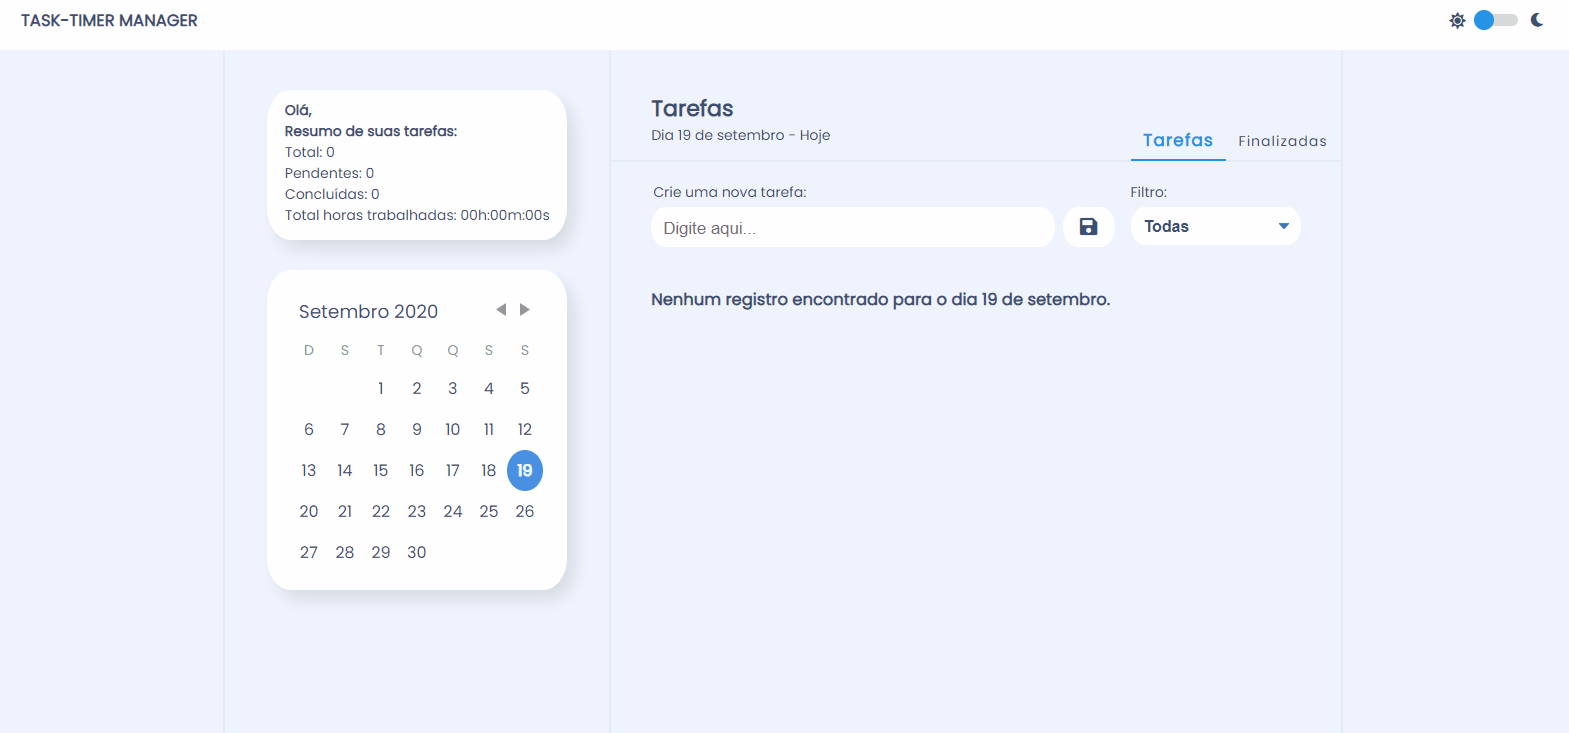 TASK-TIMER MANAGER
Olá,
Resumo de suas tarefas:
Total: 0
Pendentes: 0
Concluídas: 0
Total horas trabalhadas: 00h:00m:00s
Setembro 2020
D S T Q Q S S
1 2 3 4 5
6 7 8 9 10 11 12
13 14 15 16 17 18 19
20 21 22 23 24 25 26
27 28 29 30
Tarefas
Dia 19 de setembro - Hoje
Tarefas Finalizadas
Crie uma nova tarefa: Filtro:
Digite aqui... Todas
Nenhum registro encontrado para o dia 19 de setembro.